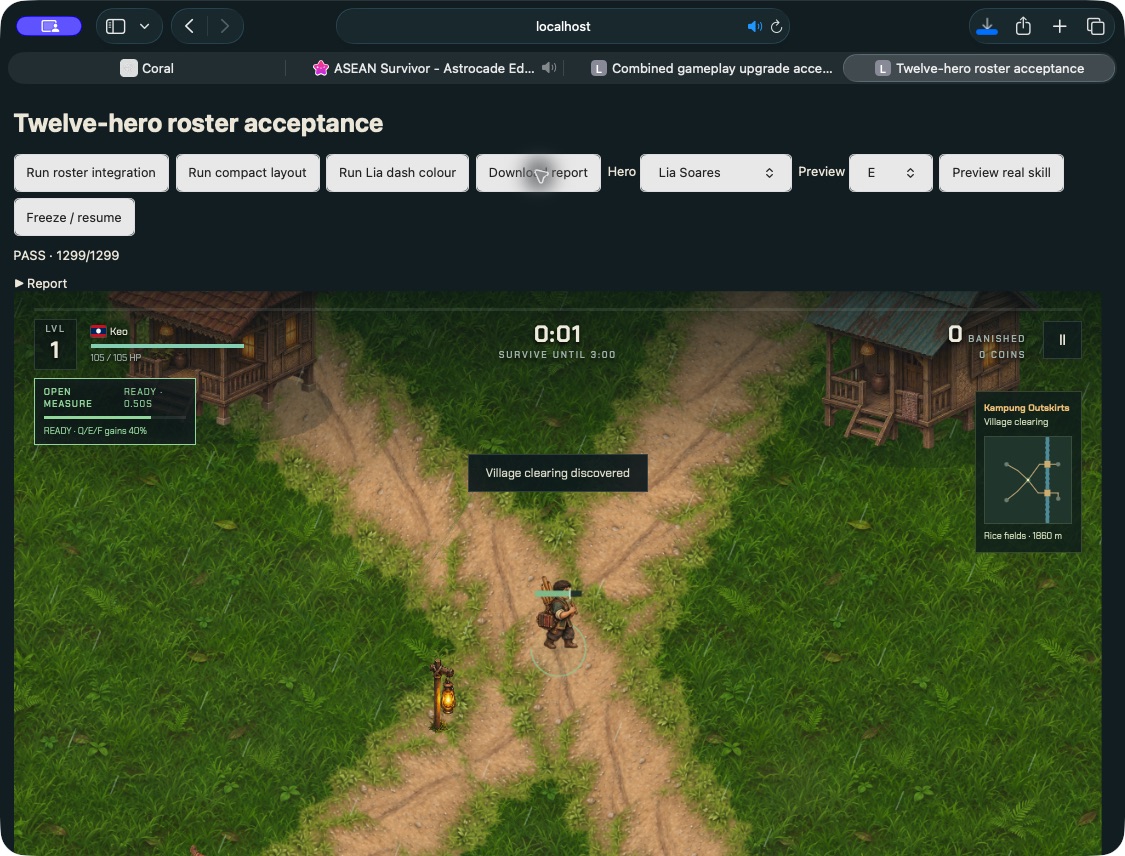 localhost
Coral
ASEAN Survivor - Astrocade Ed...
L Combined gameplay upgrade acce...
L Twelve-hero roster acceptance
Twelve-hero roster acceptance
Run roster integration
Run compact layout
Run Lia dash colour
Download report
Hero
Lia Soares
Preview
E
Preview real skill
Freeze / resume
PASS · 1299/1299
Report
LVL
1
Keo
105 / 105 HP
0:01
SURVIVE UNTIL 3:00
0 BANISHED
0 COINS
OPEN MEASURE
READY · 0.50S
READY · Q/E/F gains 40%
Kampung Outskirts
Village clearing
Rice fields · 1860 m
Village clearing discovered